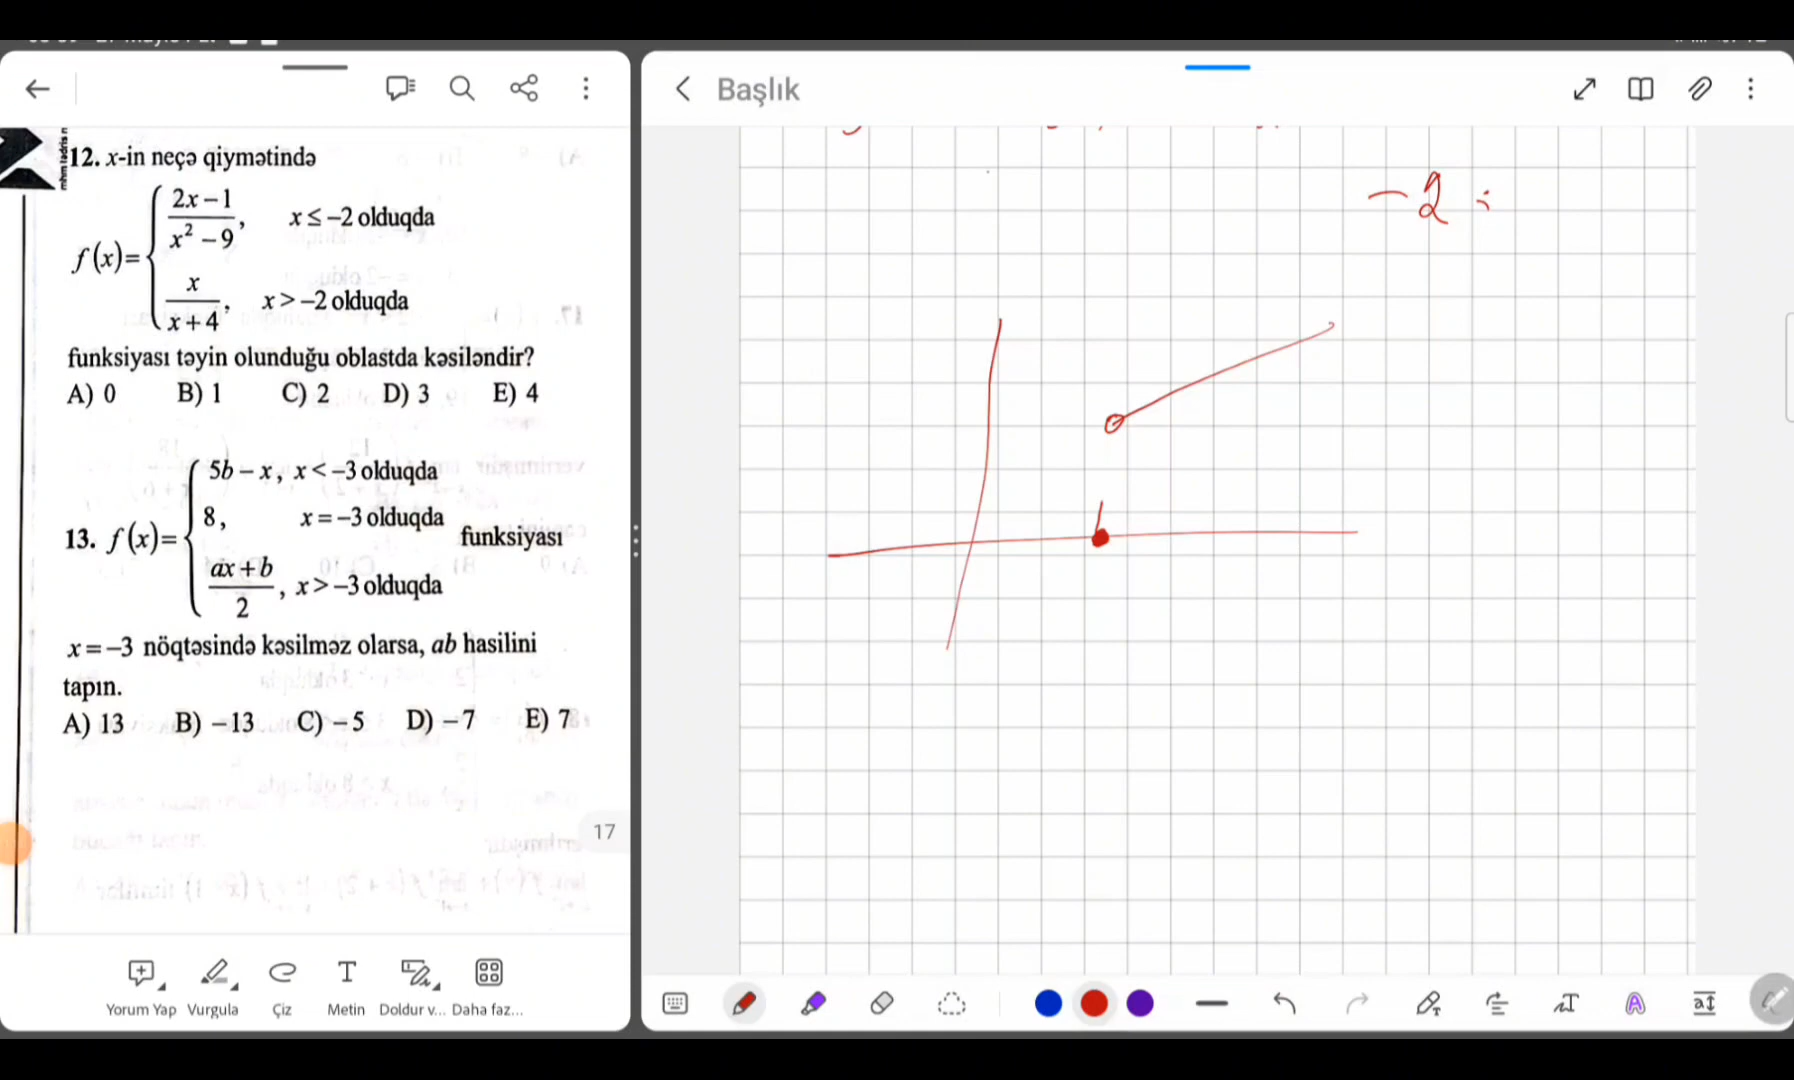 Başlık
12. x-in neçə qiymətində
f(x)= { (2x−1)/(x²−9), x≤−2 olduqda
x/(x+4), x>−2 olduqda
funksiyası təyin olunduğu oblastda kəsiləndir?
A) 0 B) 1 C) 2 D) 3 E) 4
13. f(x)= { 5b−x, x<−3 olduqda
8, x=−3 olduqda
(ax+b)/2, x>−3 olduqda
funksiyası
x=−3 nöqtəsində kəsilməz olarsa, ab hasilini
tapın.
A) 13 B) −13 C) −5 D) −7 E) 7
17
Yorum Yap Vurgula Çiz Metin Doldur v... Daha faz...
−2